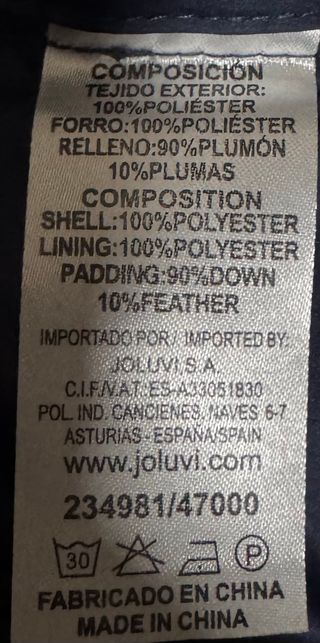 COMPOSICIÓN
TEJIDO EXTERIOR:
100%POLIÉSTER
FORRO:100%POLIÉSTER
RELLENO:90%PLUMÓN
10%PLUMAS
COMPOSITION
SHELL:100%POLYESTER
LINING:100%POLYESTER
PADDING:90%DOWN
10%FEATHER
IMPORTADO POR/ IMPORTED BY:
JOLUVI S.A.
C.I.F./V.A.T.:ES-A33051830
POL. IND. CANCIENES. NAVES 6-7
ASTURIAS - ESPAÑA/SPAIN
www.joluvi.com
234981/47000
30 P
FABRICADO EN CHINA
MADE IN CHINA